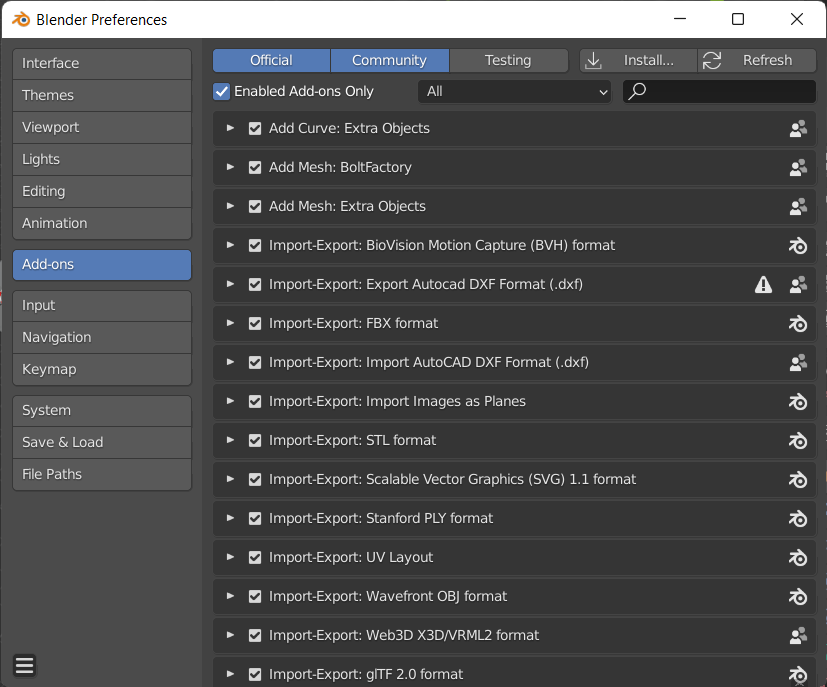 Blender Preferences
Interface
Themes
Viewport
Lights
Editing
Animation
Add-ons
Input
Navigation
Keymap
System
Save & Load
File Paths
Official Community Testing Install... Refresh
Enabled Add-ons Only All
Add Curve: Extra Objects
Add Mesh: BoltFactory
Add Mesh: Extra Objects
Import-Export: BioVision Motion Capture (BVH) format
Import-Export: Export Autocad DXF Format (.dxf)
Import-Export: FBX format
Import-Export: Import AutoCAD DXF Format (.dxf)
Import-Export: Import Images as Planes
Import-Export: STL format
Import-Export: Scalable Vector Graphics (SVG) 1.1 format
Import-Export: Stanford PLY format
Import-Export: UV Layout
Import-Export: Wavefront OBJ format
Import-Export: Web3D X3D/VRML2 format
Import-Export: glTF 2.0 format